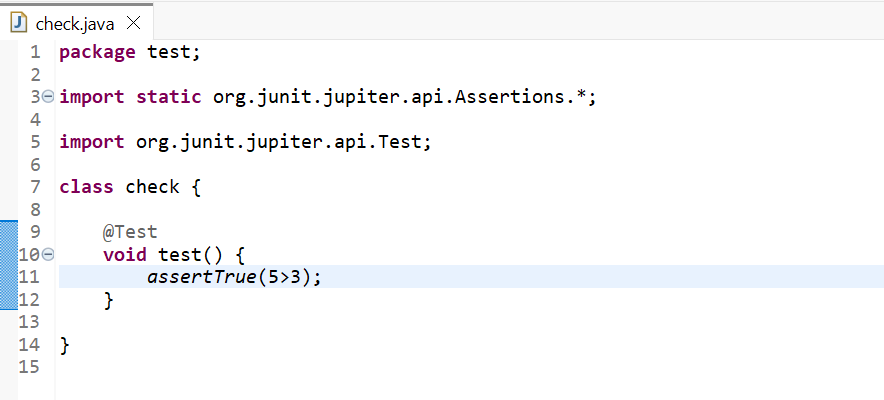 check.java
1 package test;
2
3 import static org.junit.jupiter.api.Assertions.*;
4
5 import org.junit.jupiter.api.Test;
6
7 class check {
8
9     @Test
10     void test() {
11         assertTrue(5>3);
12     }
13
14 }
15